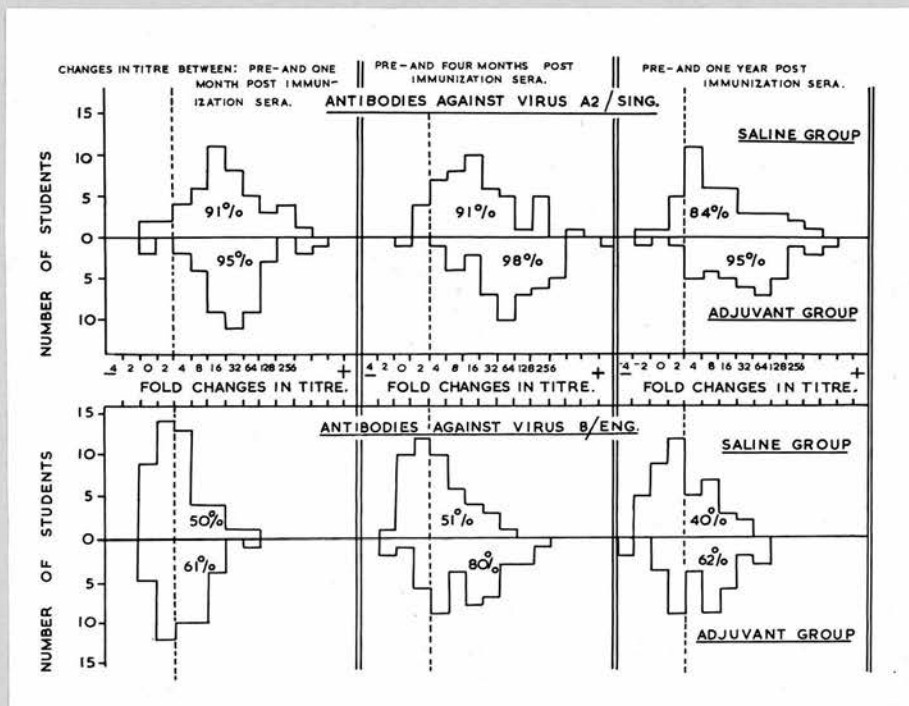 CHANGES IN TITRE BETWEEN: PRE-AND ONE
MONTH POST IMMUN-
IZATION SERA.
PRE-AND FOUR MONTHS POST
IMMUNIZATION SERA.
PRE-AND ONE YEAR POST
IMMUNIZATION SERA.
ANTIBODIES AGAINST VIRUS A2/SING.
NUMBER OF STUDENTS
15
10
5
0
5
10
SALINE GROUP
91%
91%
84%
95%
98%
95%
ADJUVANT GROUP
4 2 0 2 4 8 16 32 64 128 256
- +
FOLD CHANGES IN TITRE.
4 2 0 2 4 8 16 32 64 128 256
- +
FOLD CHANGES IN TITRE.
-4 -2 0 2 4 8 16 32 64 128 256
+
FOLD CHANGES IN TITRE.
ANTIBODIES AGAINST VIRUS B/ENG.
NUMBER OF STUDENTS
15
10
5
0
5
10
15
SALINE GROUP
50%
51%
40%
61%
80%
62%
ADJUVANT GROUP